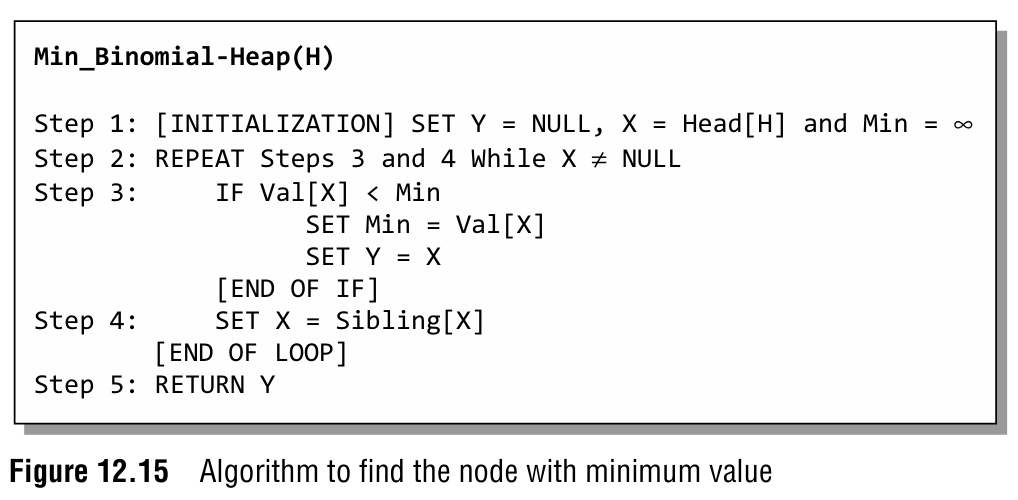 Min_Binomial-Heap(H)
Step 1: [INITIALIZATION] SET Y = NULL, X = Head[H] and Min = ∞
Step 2: REPEAT Steps 3 and 4 While X ≠ NULL
Step 3: IF Val[X] < Min
SET Min = Val[X]
SET Y = X
[END OF IF]
Step 4: SET X = Sibling[X]
[END OF LOOP]
Step 5: RETURN Y
Figure 12.15 Algorithm to find the node with minimum value